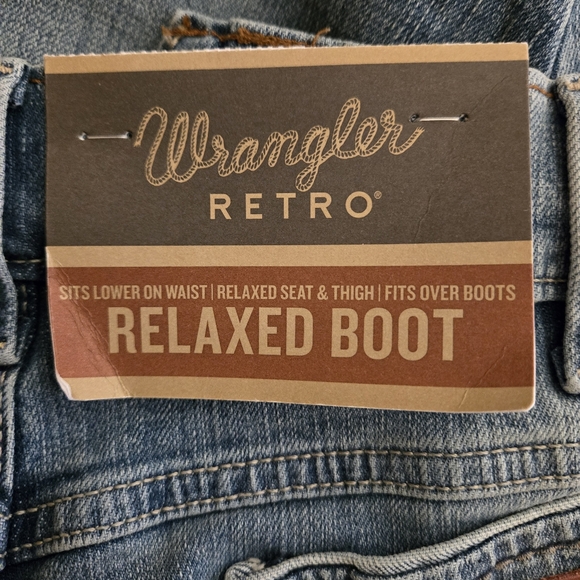 Wrangler
RETRO®
SITS LOWER ON WAIST | RELAXED SEAT & THIGH | FITS OVER BOOTS
RELAXED BOOT